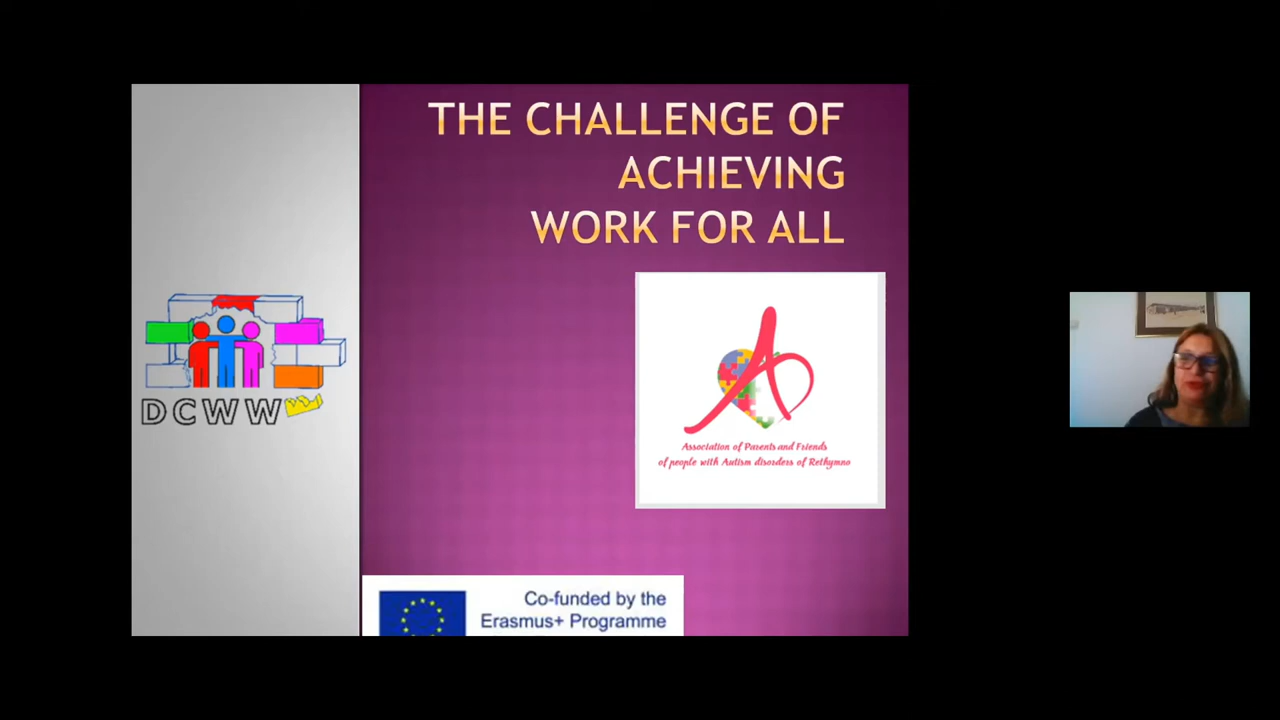 THE CHALLENGE OF
ACHIEVING
WORK FOR ALL
DCWW
Association of Parents and Friends
of people with Autism disorders of Rethymno
Co-funded by the
Erasmus+ Programme